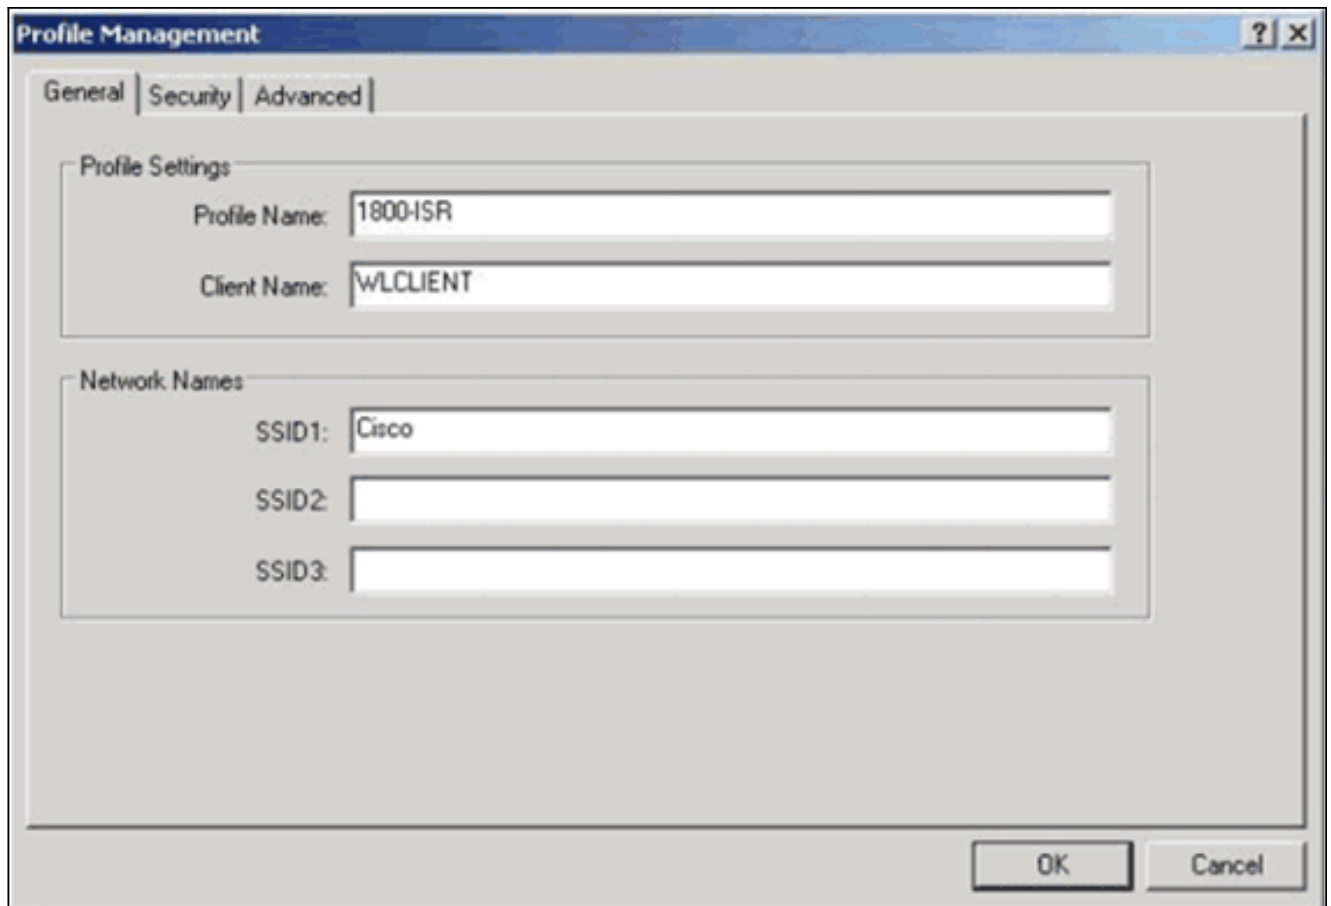 Profile Management
General Security Advanced
Profile Settings
Profile Name: 1800-ISR
Client Name: WLCLIENT
Network Names
SSID1: Cisco
SSID2:
SSID3:
OK Cancel